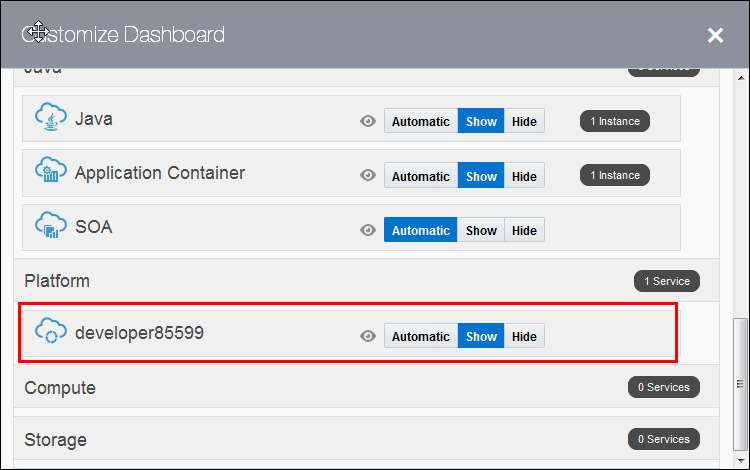 Customize Dashboard
Java
Java Automatic Show Hide 1 Instance
Application Container Automatic Show Hide 1 Instance
SOA Automatic Show Hide
Platform 1 Service
developer85599 Automatic Show Hide
Compute 0 Services
Storage 0 Services